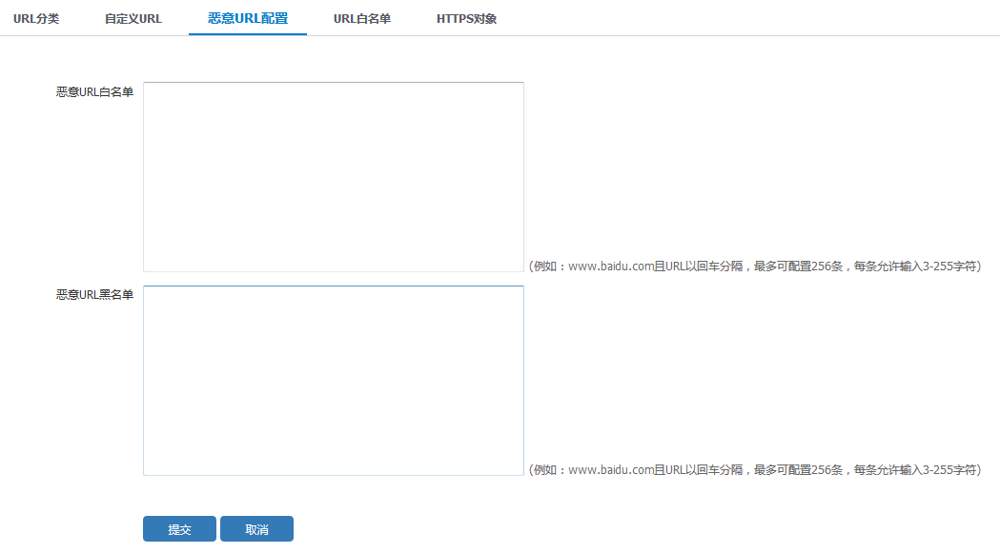 URL分类 自定义URL 恶意URL配置 URL白名单 HTTPS对象
恶意URL白名单
(例如：www.baidu.com且URL以回车分隔，最多可配置256条，每条允许输入3-255字符)
恶意URL黑名单
(例如：www.baidu.com且URL以回车分隔，最多可配置256条，每条允许输入3-255字符)
提交 取消